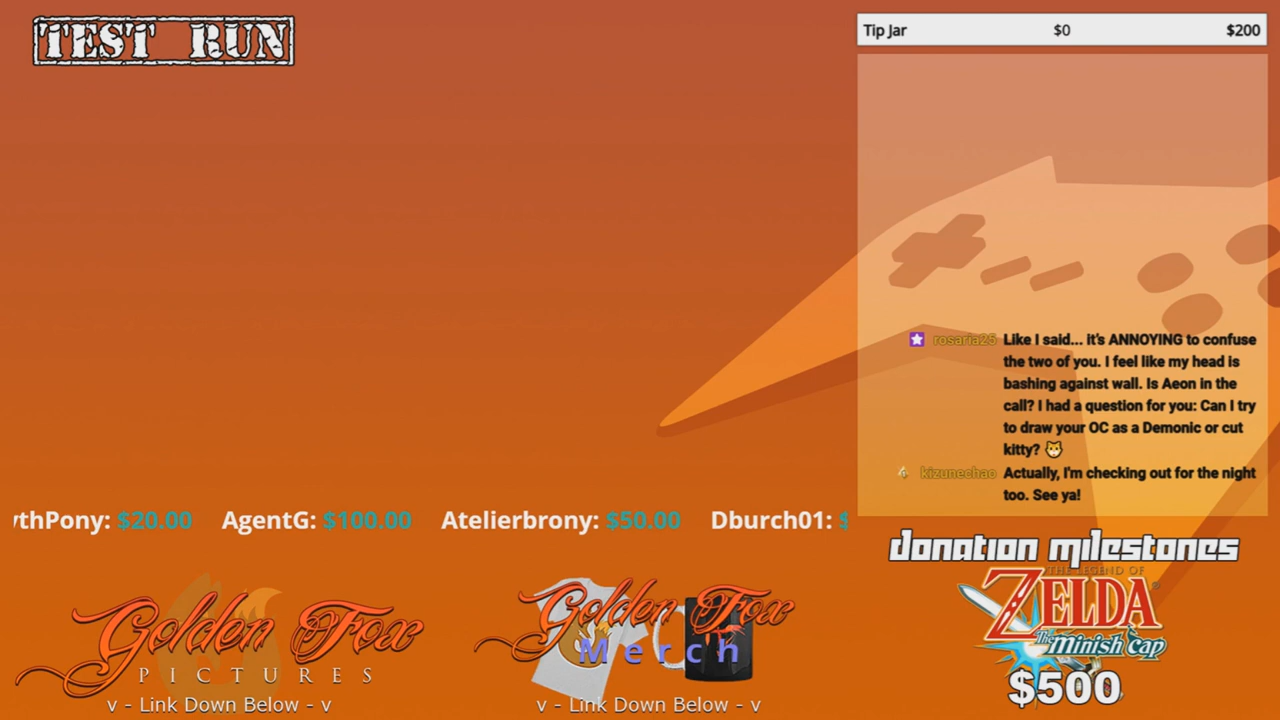 TEST RUN
Tip Jar $0 $200
rosaria25 Like I said... it's ANNOYING to confuse
the two of you. I feel like my head is
bashing against wall. Is Aeon in the
call? I had a question for you: Can I try
to draw your OC as a Demonic or cut
kitty?
kizunechao Actually, I'm checking out for the night
too. See ya!
thPony: $20.00 AgentG: $100.00 Atelierbrony: $50.00 Dburch01: $
donation milestones
THE LEGEND OF
ZELDA
The Minish Cap
$500
Golden Fox
PICTURES
v - Link Down Below - v
Golden Fox
Merch
v - Link Down Below - v